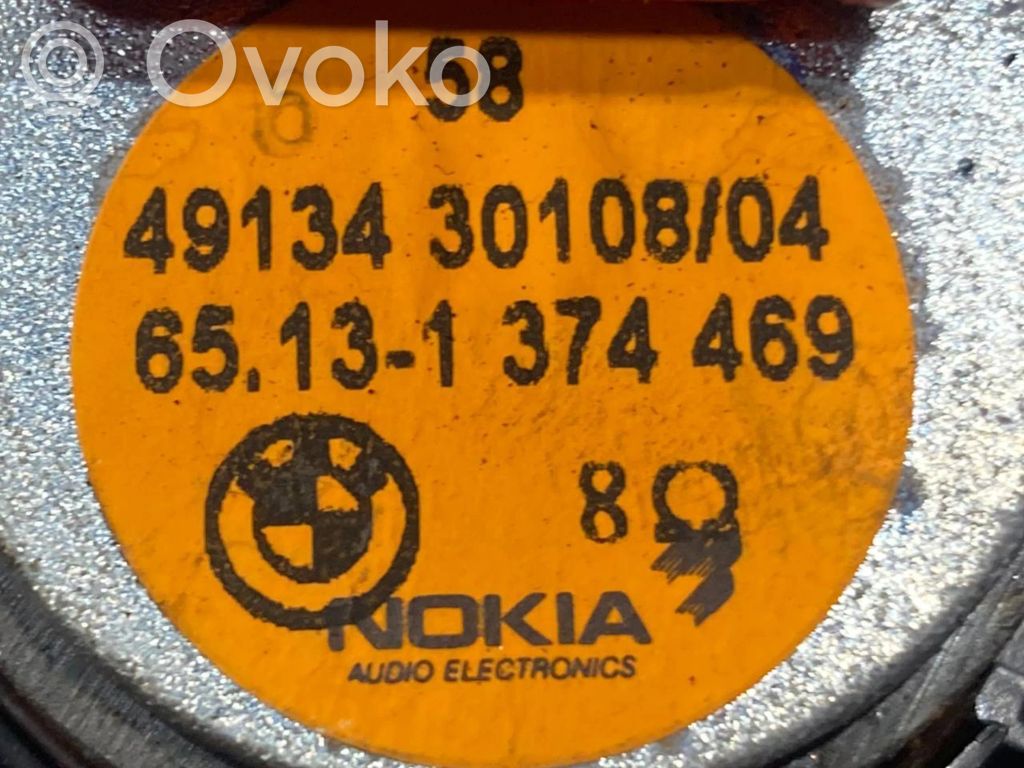 Ovoko
58
49134 30108/04
65.13-1 374 469
8Ω
NOKIA
AUDIO ELECTRONICS